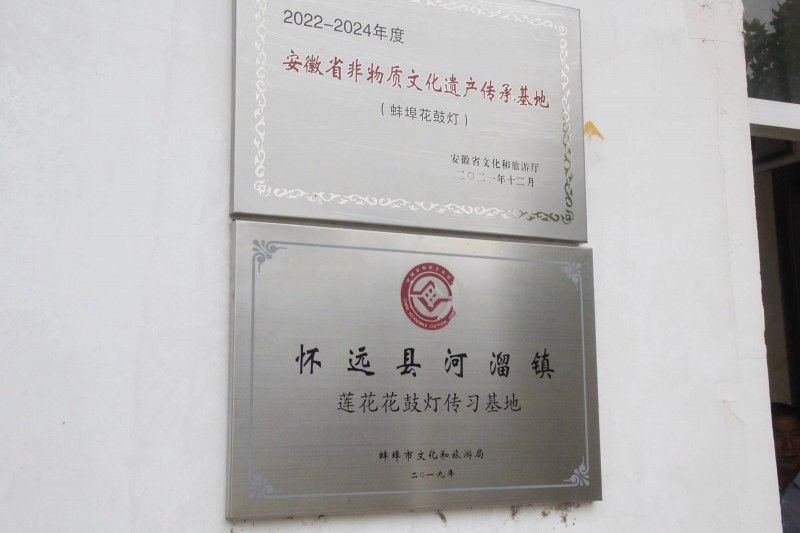 2022-2024年度
安徽省非物质文化遗产传承基地
（蚌埠花鼓灯）
安徽省文化和旅游厅
二〇二一年十二月
怀远县河溜镇
莲花花鼓灯传习基地
蚌埠市文化和旅游局
二〇一九年